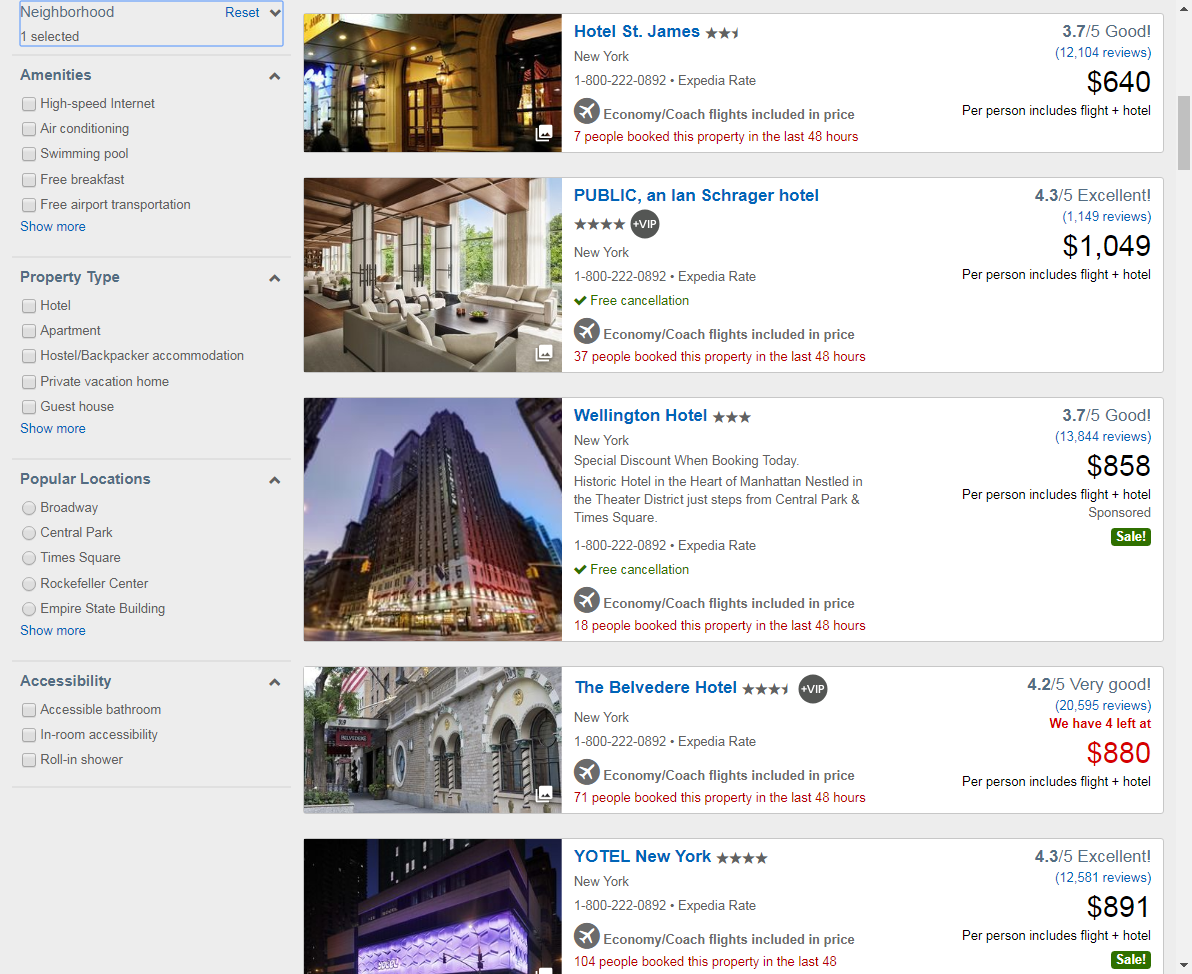 Neighborhood Reset
1 selected
Amenities
High-speed Internet
Air conditioning
Swimming pool
Free breakfast
Free airport transportation
Show more
Property Type
Hotel
Apartment
Hostel/Backpacker accommodation
Private vacation home
Guest house
Show more
Popular Locations
Broadway
Central Park
Times Square
Rockefeller Center
Empire State Building
Show more
Accessibility
Accessible bathroom
In-room accessibility
Roll-in shower
Hotel St. James
New York
1-800-222-0892 • Expedia Rate
Economy/Coach flights included in price
7 people booked this property in the last 48 hours
3.7/5 Good!
(12,104 reviews)
$640
Per person includes flight + hotel
PUBLIC, an Ian Schrager hotel
+VIP
New York
1-800-222-0892 • Expedia Rate
Free cancellation
Economy/Coach flights included in price
37 people booked this property in the last 48 hours
4.3/5 Excellent!
(1,149 reviews)
$1,049
Per person includes flight + hotel
Wellington Hotel
New York
Special Discount When Booking Today.
Historic Hotel in the Heart of Manhattan Nestled in
the Theater District just steps from Central Park &
Times Square.
1-800-222-0892 • Expedia Rate
Free cancellation
Economy/Coach flights included in price
18 people booked this property in the last 48 hours
3.7/5 Good!
(13,844 reviews)
$858
Per person includes flight + hotel
Sponsored
Sale!
BELVEDERE
The Belvedere Hotel +VIP
New York
1-800-222-0892 • Expedia Rate
Economy/Coach flights included in price
71 people booked this property in the last 48 hours
4.2/5 Very good!
(20,595 reviews)
We have 4 left at
$880
Per person includes flight + hotel
YOTEL New York
New York
1-800-222-0892 • Expedia Rate
Economy/Coach flights included in price
104 people booked this property in the last 48
4.3/5 Excellent!
(12,581 reviews)
$891
Per person includes flight + hotel
Sale!